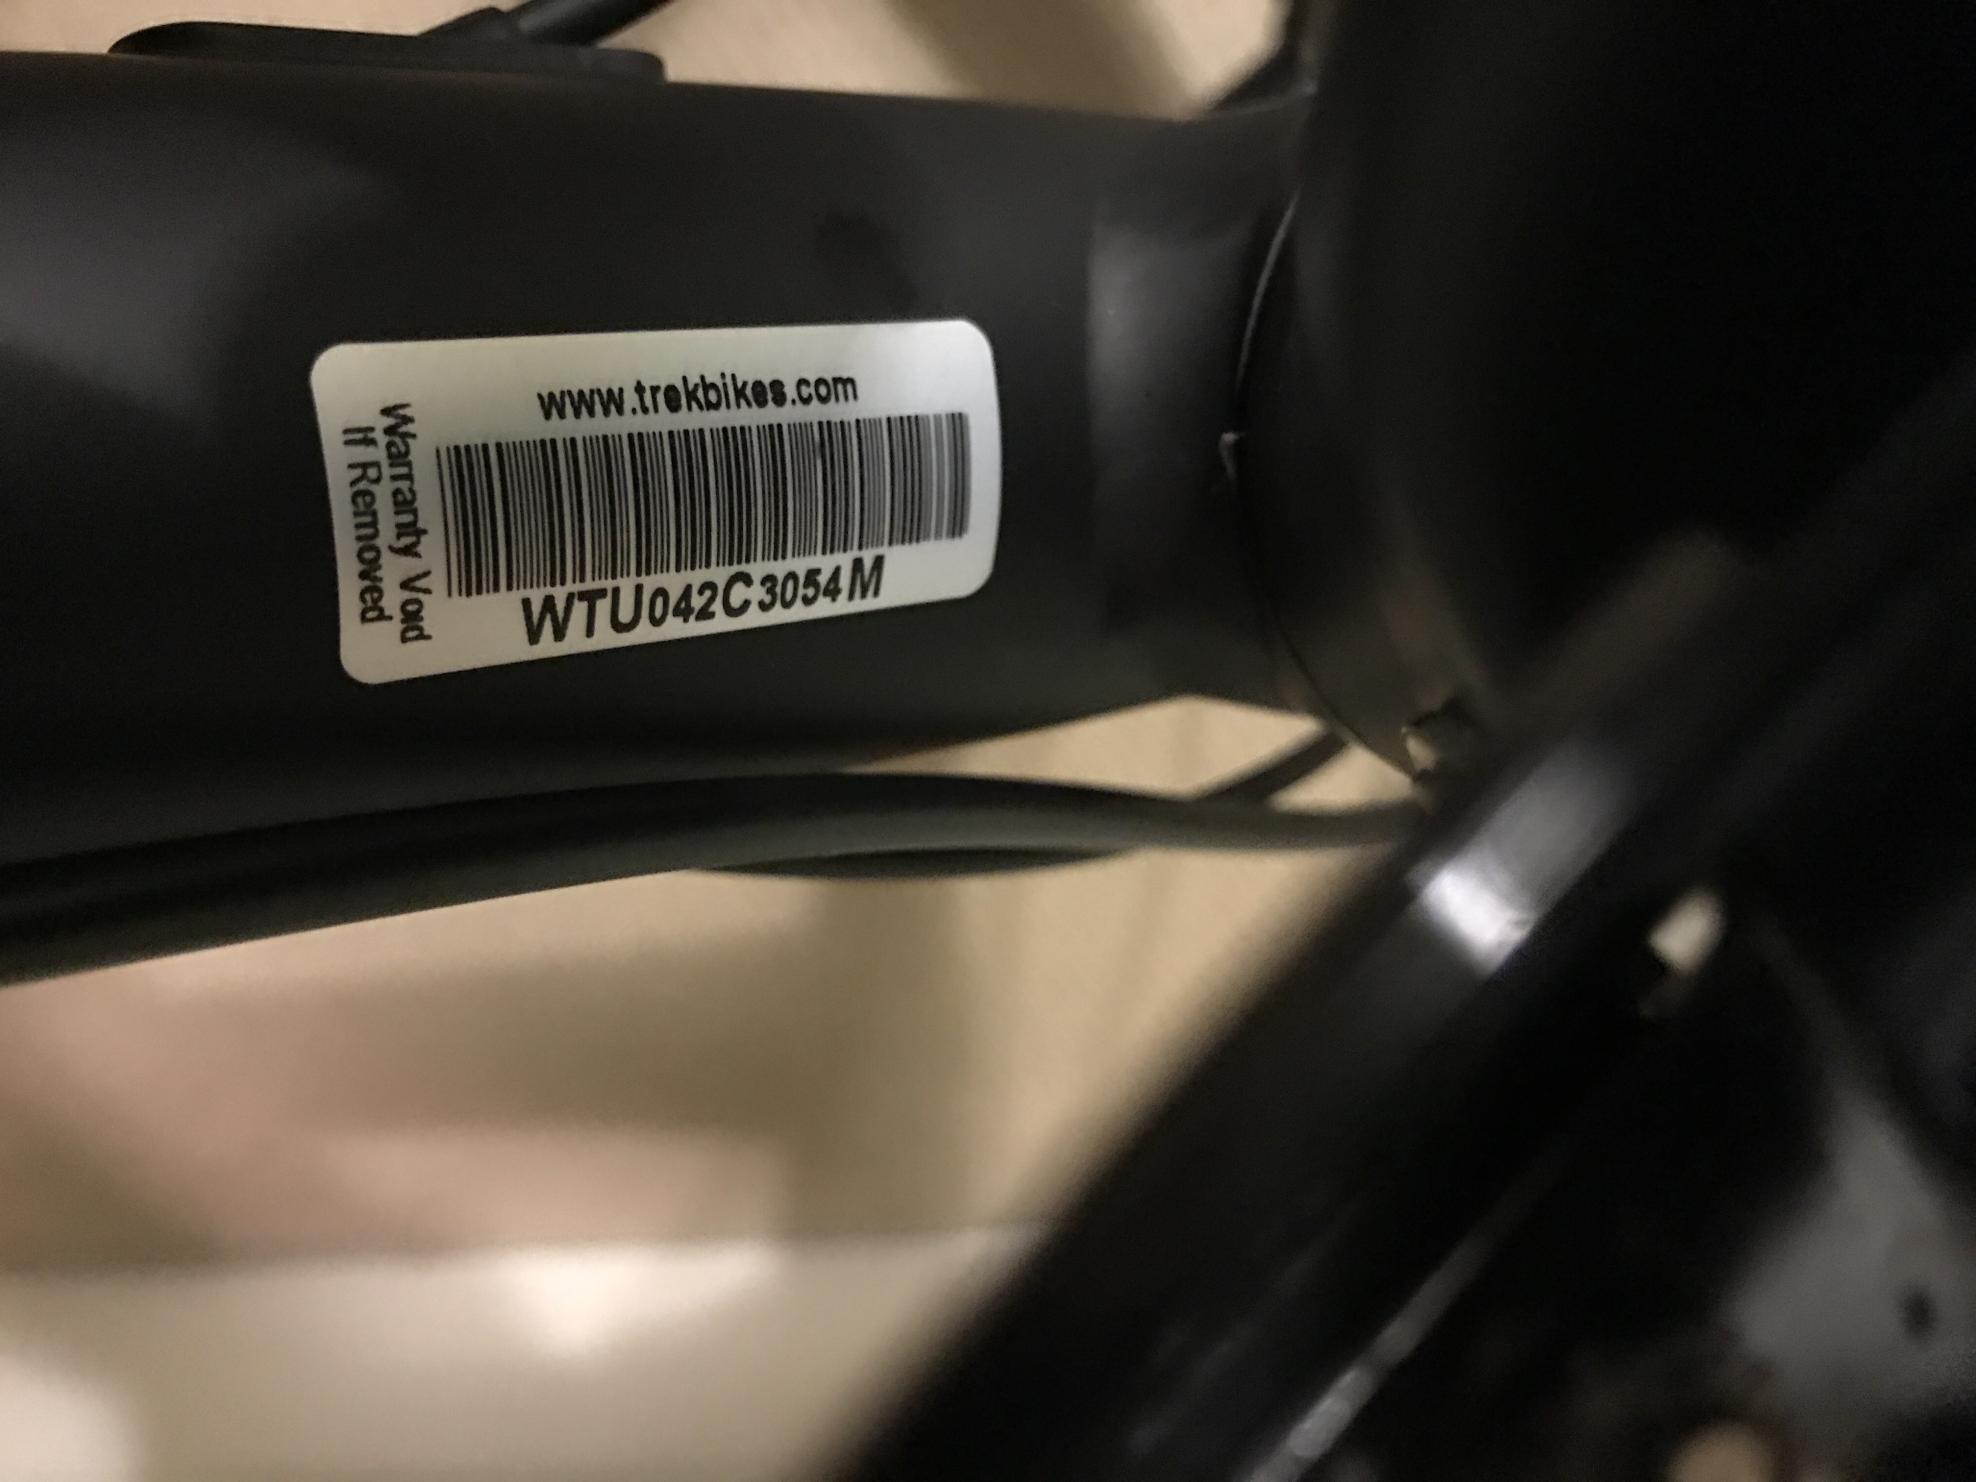 www.trekbikes.com
WTU042C3054M
Warranty Void
If Removed